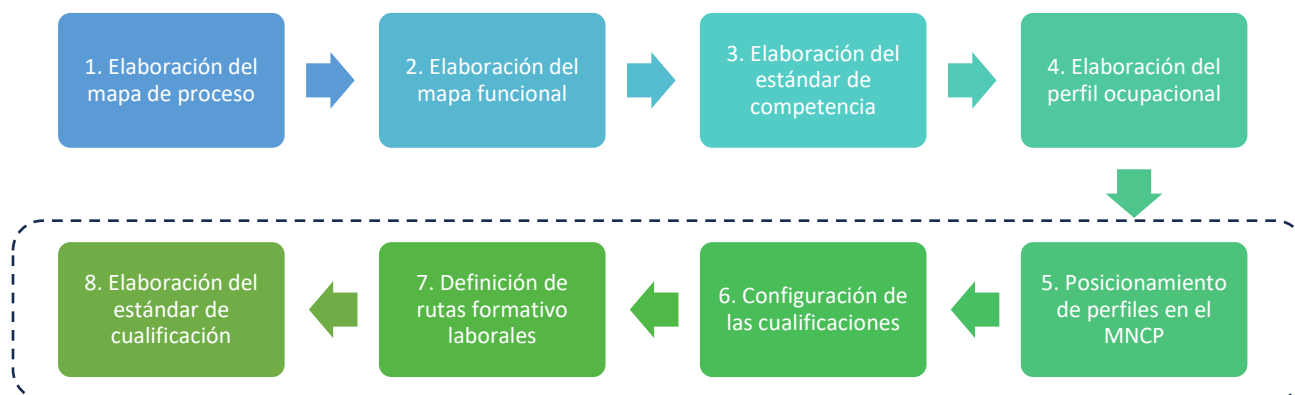 1. Elaboración del
mapa de proceso
2. Elaboración del
mapa funcional
3. Elaboración del
estándar de
competencia
4. Elaboración del
perfil ocupacional
5. Posicionamiento
de perfiles en el
MNCP
6. Configuración de
las cualificaciones
7. Definición de
rutas formativo
laborales
8. Elaboración del
estándar de
cualificación